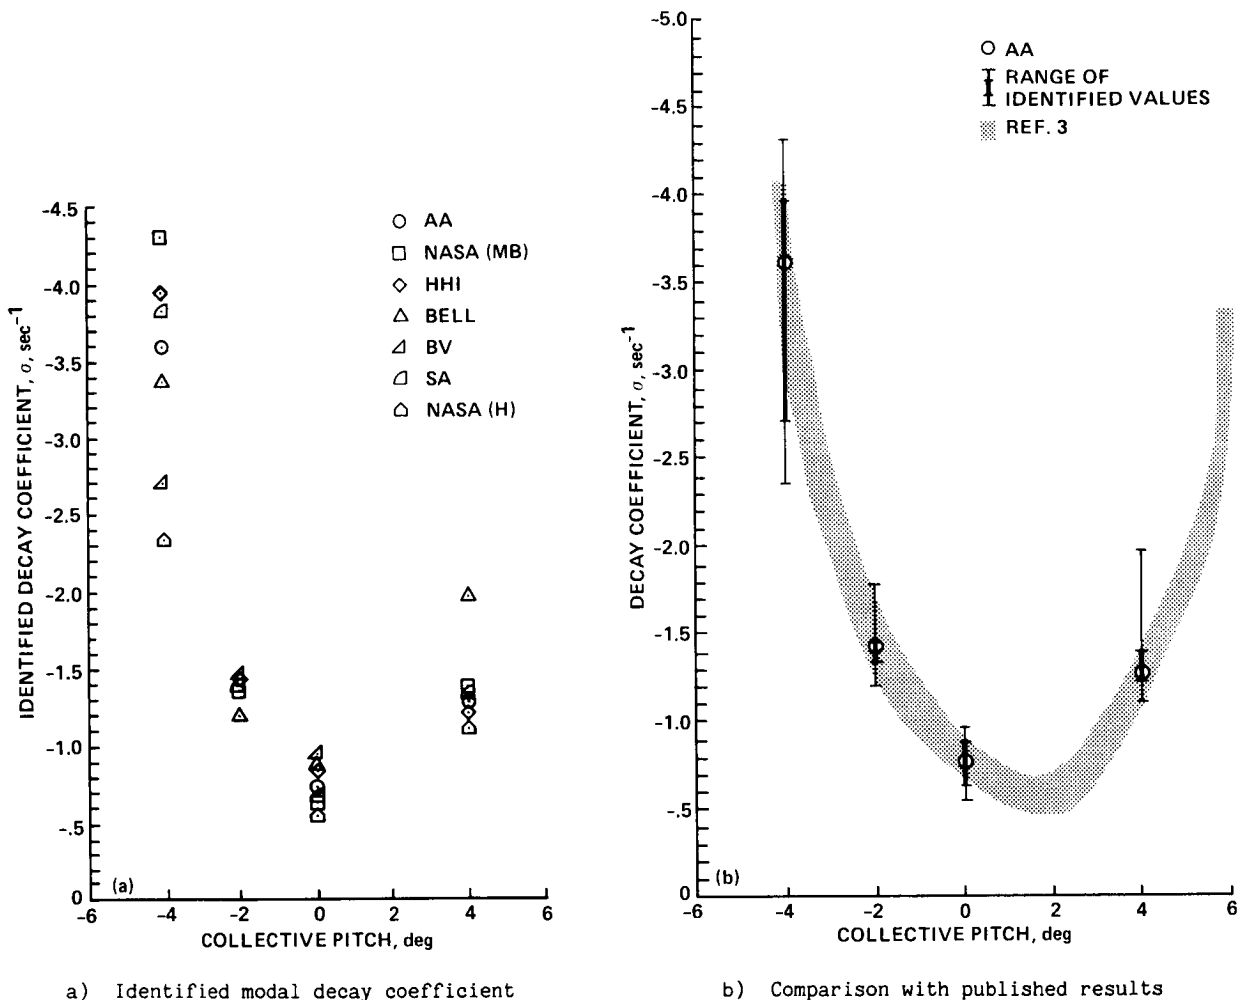 -4.5
-4.0
-3.5
-3.0
-2.5
-2.0
-1.5
-1.0
-.5
0
IDENTIFIED DECAY COEFFICIENT, σ, sec⁻¹
AA
NASA (MB)
HHI
BELL
BV
SA
NASA (H)
(a)
-6 -4 -2 0 2 4 6
COLLECTIVE PITCH, deg
a) Identified modal decay coefficient
-5.0
-4.5
-4.0
-3.5
-3.0
-2.5
-2.0
-1.5
-1.0
-.5
0
DECAY COEFFICIENT, σ, sec⁻¹
AA
RANGE OF
IDENTIFIED VALUES
REF. 3
(b)
-6 -4 -2 0 2 4 6
COLLECTIVE PITCH, deg
b) Comparison with published results